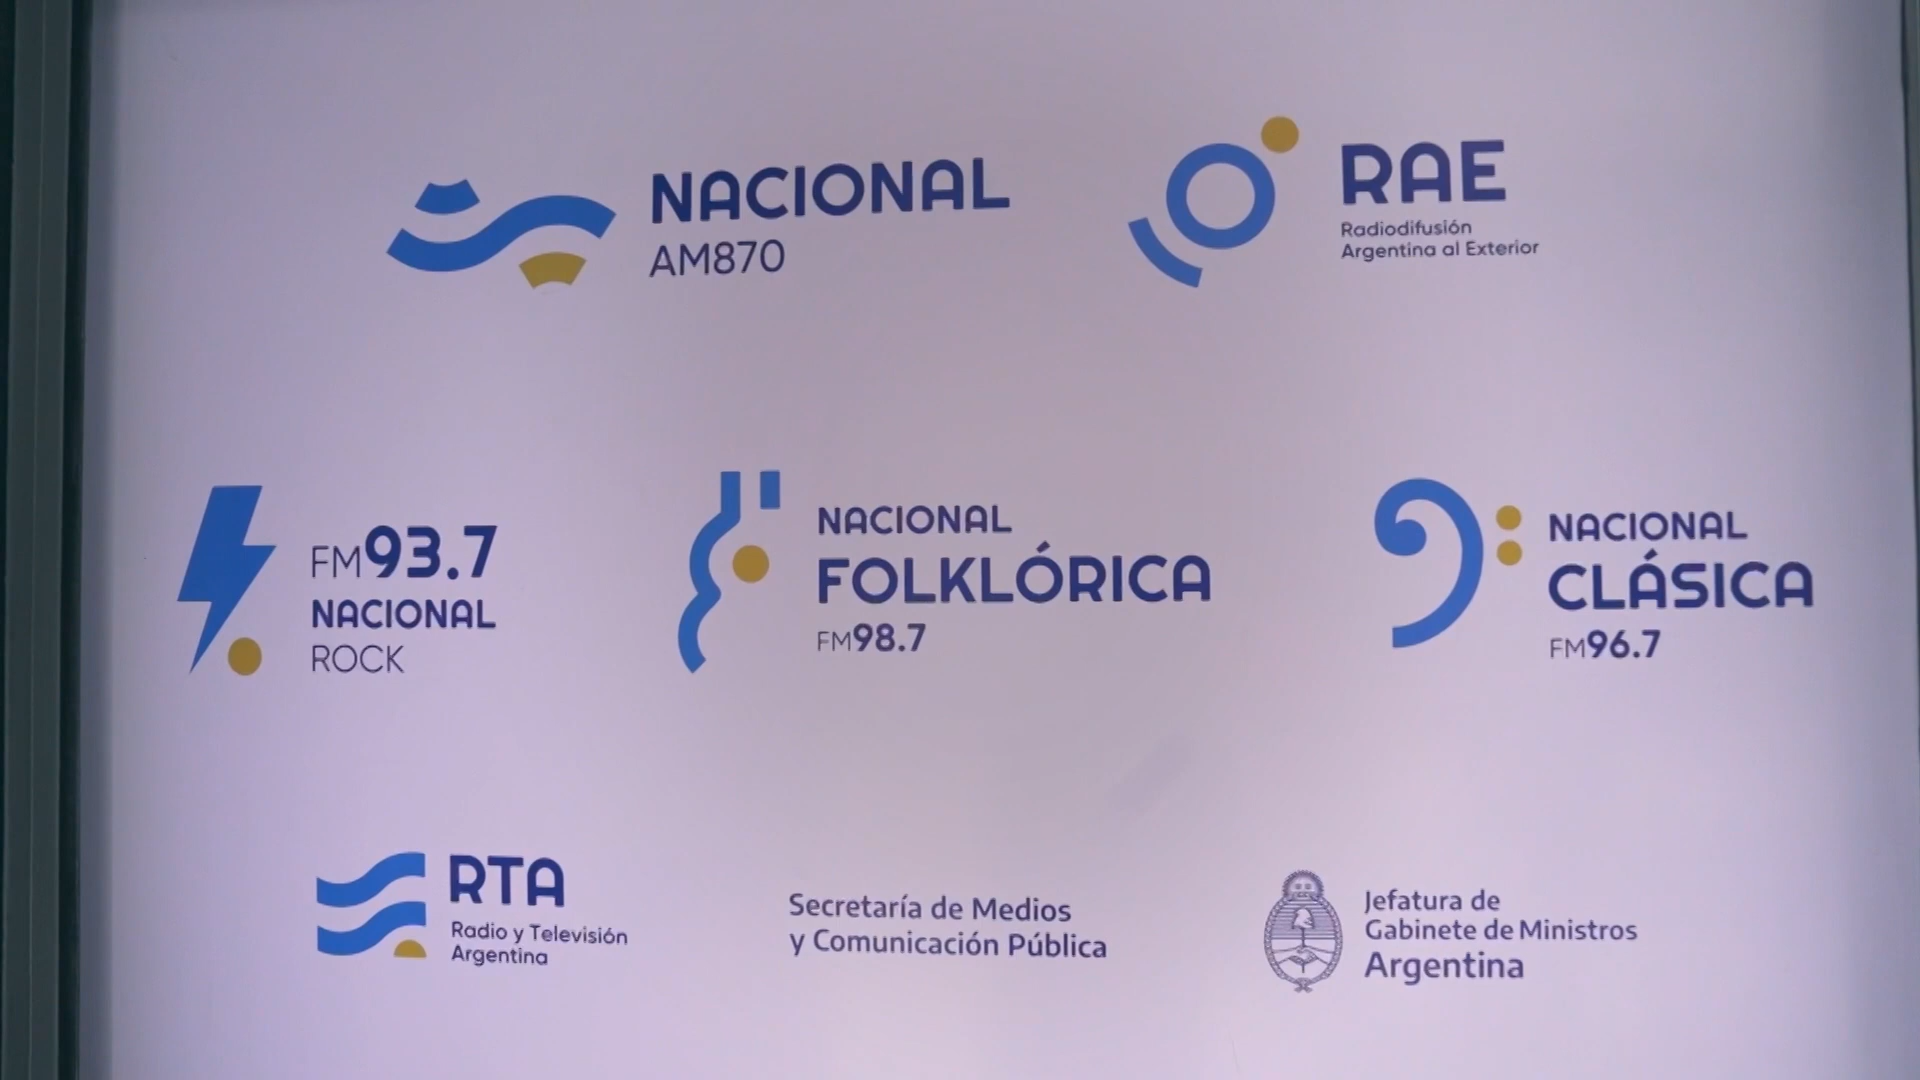 NACIONAL
AM870
RAE
Radiodifusión
Argentina al Exterior
FM93.7
NACIONAL
ROCK
NACIONAL
FOLKLÓRICA
FM98.7
NACIONAL
CLÁSICA
FM96.7
RTA
Radio y Televisión
Argentina
Secretaría de Medios
y Comunicación Pública
Jefatura de
Gabinete de Ministros
Argentina